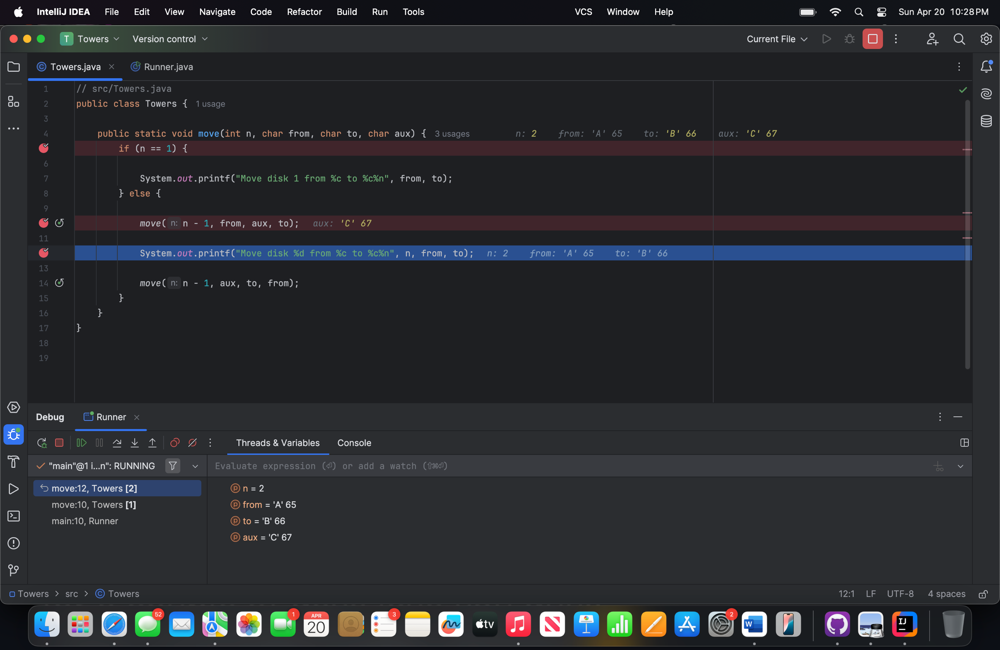 IntelliJ IDEA File Edit View Navigate Code Refactor Build Run Tools VCS Window Help Sun Apr 20 10:28 PM
T Towers Version control Current File
Towers.java Runner.java
1 // src/Towers.java
2 public class Towers { 1 usage
3
4 public static void move(int n, char from, char to, char aux) { 3 usages n: 2 from: 'A' 65 to: 'B' 66 aux: 'C' 67
if (n == 1) {
6
7 System.out.printf("Move disk 1 from %c to %c%n", from, to);
8 } else {
9
move( n: n - 1, from, aux, to); aux: 'C' 67
11
System.out.printf("Move disk %d from %c to %c%n", n, from, to); n: 2 from: 'A' 65 to: 'B' 66
13
14 move( n: n - 1, aux, to, from);
15 }
16 }
17 }
18
19
Debug Runner
Threads & Variables Console
"main"@1 i...n": RUNNING Evaluate expression (⏎) or add a watch (⇧⌘⏎)
move:12, Towers [2]
move:10, Towers [1]
main:10, Runner
p n = 2
p from = 'A' 65
p to = 'B' 66
p aux = 'C' 67
Towers > src > C Towers 12:1 LF UTF-8 4 spaces
52 1 APR 20 3 tv 2 W IJ